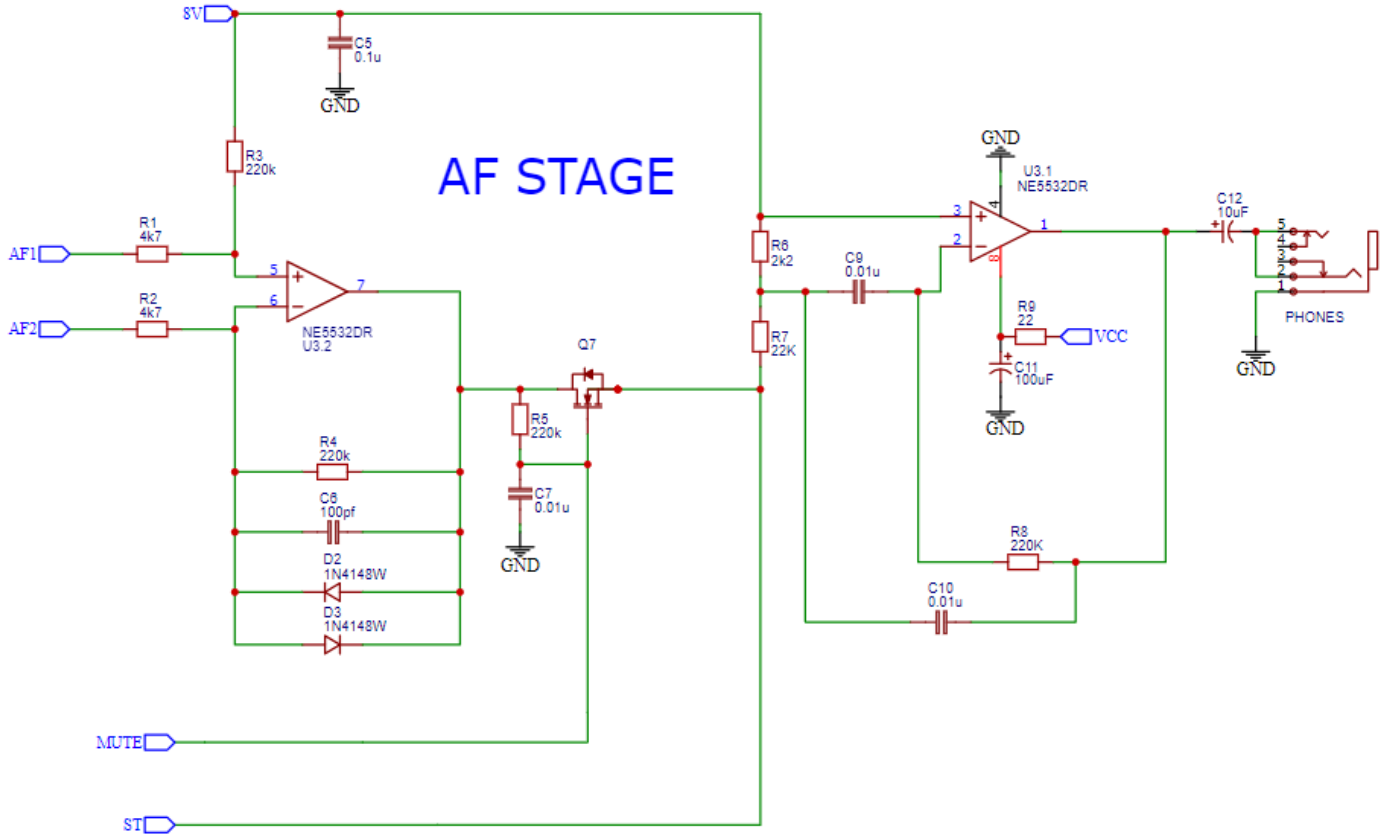 8V
C5
0.1u
GND
R3
220k
AF STAGE
GND
U3.1
NE5532DR
4
3
2
1
8
C12
10uF
5
4
3
2
1
PHONES
GND
R1
4k7
AF1
R2
4k7
AF2
5
6
7
NE5532DR
U3.2
R6
2k2
C9
0.01u
R7
22K
R9
22
VCC
C11
100uF
GND
Q7
R5
220k
C7
0.01u
GND
R4
220k
C6
100pf
D2
1N4148W
D3
1N4148W
R8
220K
C10
0.01u
MUTE
ST